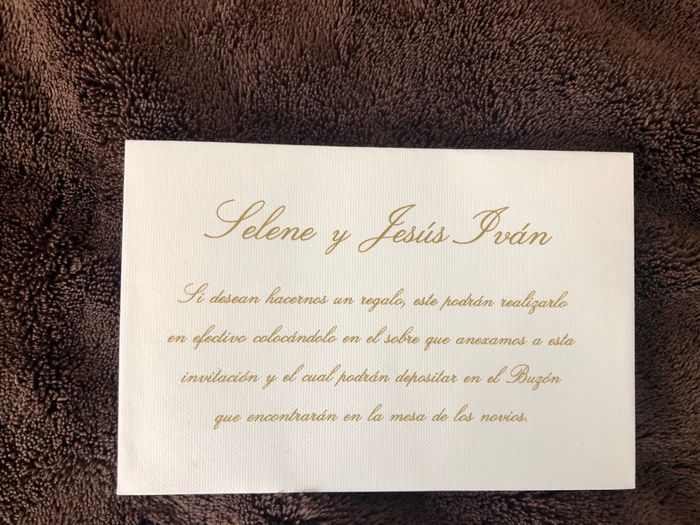 Selene y Jesús Iván
Si desean hacernos un regalo, este podrán realizarlo
en efectivo colocándolo en el sobre que anexamos a esta
invitación y el cual podrán depositar en el Buzón
que encontrarán en la mesa de los novios.